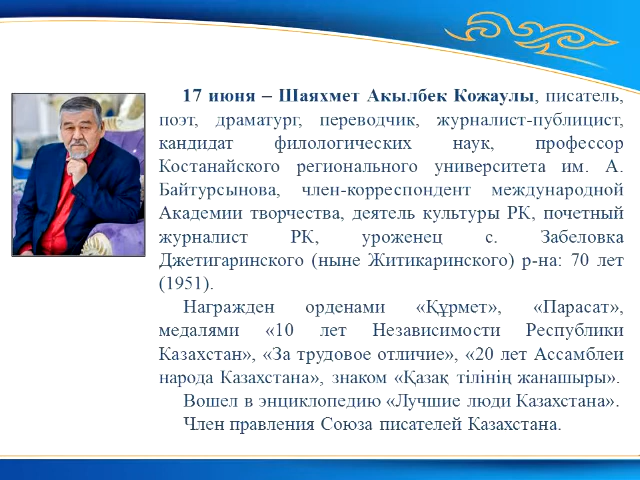 17 июня – Шаяхмет Акылбек Кожаулы, писатель,
поэт, драматург, переводчик, журналист-публицист,
кандидат филологических наук, профессор
Костанайского регионального университета им. А.
Байтурсынова, член-корреспондент международной
Академии творчества, деятель культуры РК, почетный
журналист РК, уроженец с. Забеловка
Джетигаринского (ныне Житикаринского) р-на: 70 лет
(1951).
Награжден орденами «Құрмет», «Парасат»,
медалями «10 лет Независимости Республики
Казахстан», «За трудовое отличие», «20 лет Ассамблеи
народа Казахстана», знаком «Қазақ тілінің жанашыры».
Вошел в энциклопедию «Лучшие люди Казахстана».
Член правления Союза писателей Казахстана.